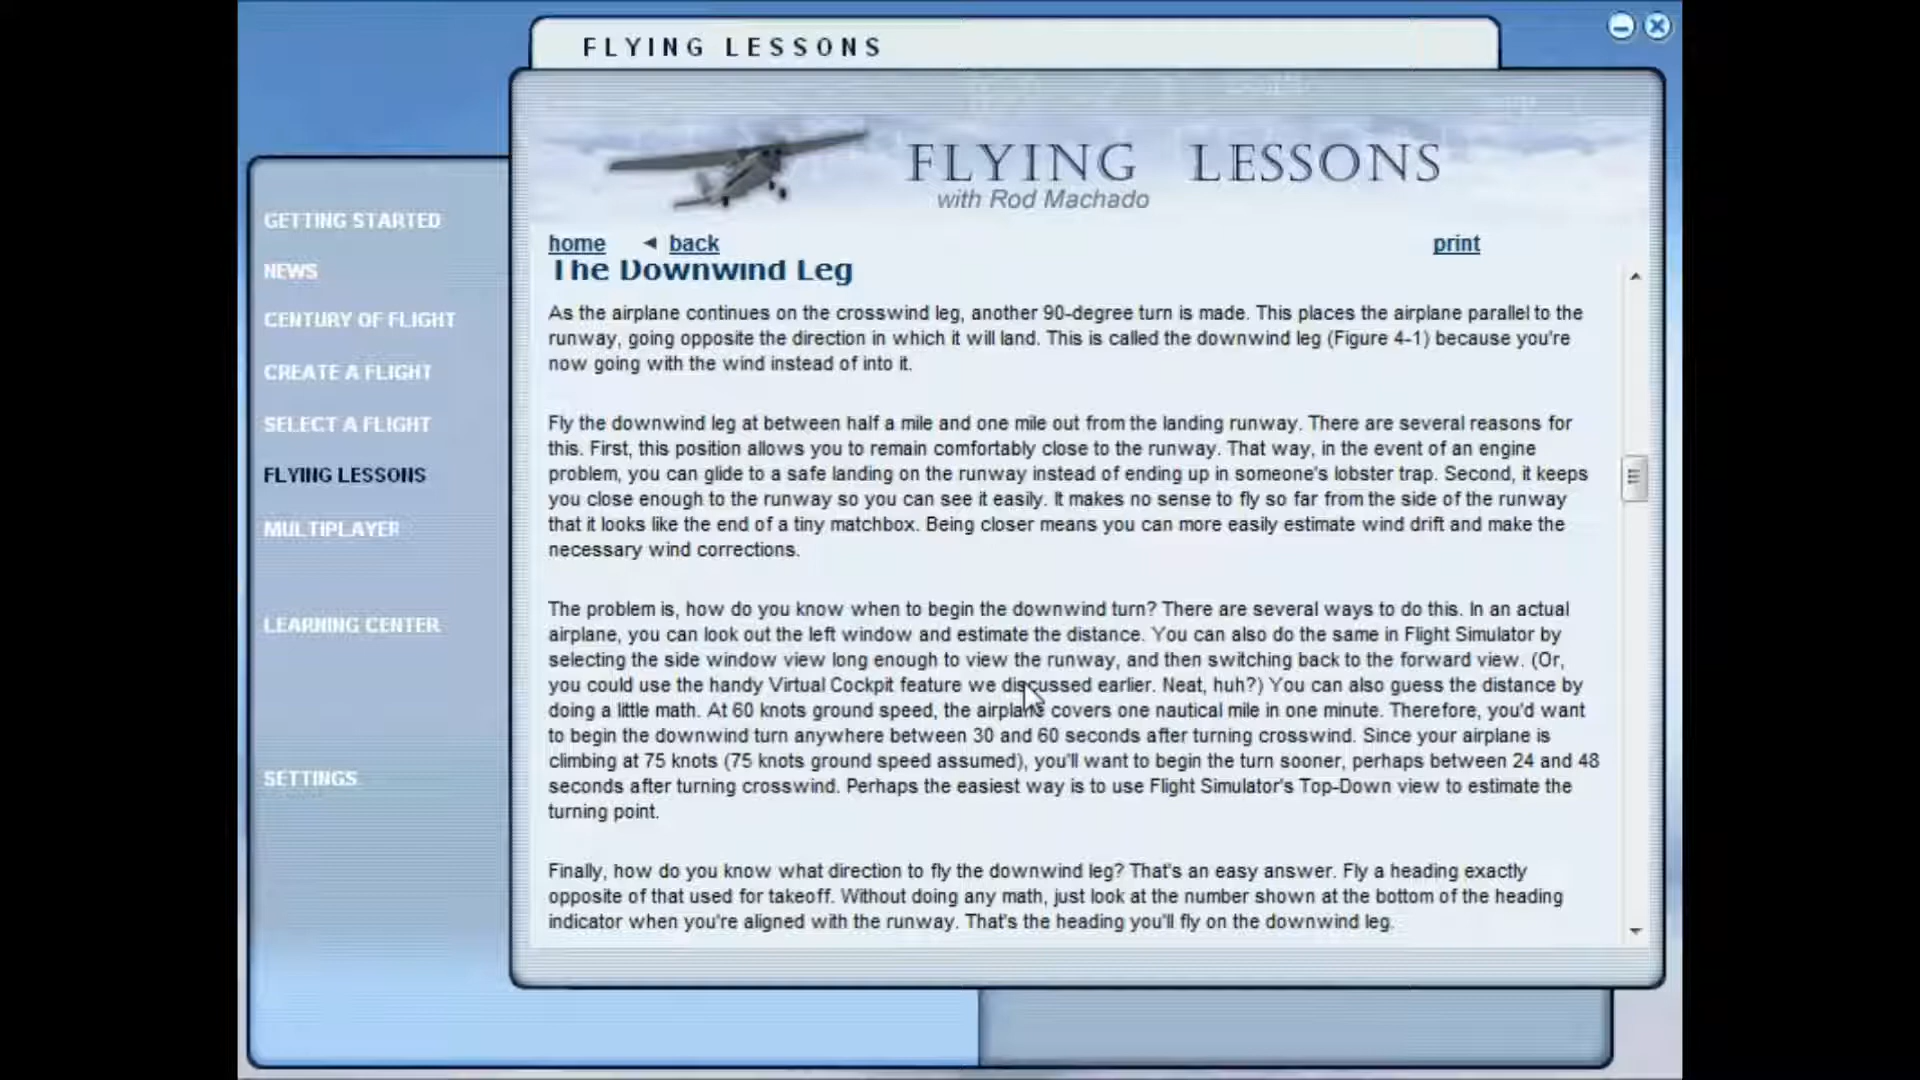 FLYING LESSONS
FLYING LESSONS
with Rod Machado
GETTING STARTED
NEWS
CENTURY OF FLIGHT
CREATE A FLIGHT
SELECT A FLIGHT
FLYING LESSONS
MULTIPLAYER
LEARNING CENTER
SETTINGS
home ◄ back print
The Downwind Leg
As the airplane continues on the crosswind leg, another 90-degree turn is made. This places the airplane parallel to the
runway, going opposite the direction in which it will land. This is called the downwind leg (Figure 4-1) because you're
now going with the wind instead of into it.
Fly the downwind leg at between half a mile and one mile out from the landing runway. There are several reasons for
this. First, this position allows you to remain comfortably close to the runway. That way, in the event of an engine
problem, you can glide to a safe landing on the runway instead of ending up in someone's lobster trap. Second, it keeps
you close enough to the runway so you can see it easily. It makes no sense to fly so far from the side of the runway
that it looks like the end of a tiny matchbox. Being closer means you can more easily estimate wind drift and make the
necessary wind corrections.
The problem is, how do you know when to begin the downwind turn? There are several ways to do this. In an actual
airplane, you can look out the left window and estimate the distance. You can also do the same in Flight Simulator by
selecting the side window view long enough to view the runway, and then switching back to the forward view. (Or,
you could use the handy Virtual Cockpit feature we discussed earlier. Neat, huh?) You can also guess the distance by
doing a little math. At 60 knots ground speed, the airplane covers one nautical mile in one minute. Therefore, you'd want
to begin the downwind turn anywhere between 30 and 60 seconds after turning crosswind. Since your airplane is
climbing at 75 knots (75 knots ground speed assumed), you'll want to begin the turn sooner, perhaps between 24 and 48
seconds after turning crosswind. Perhaps the easiest way is to use Flight Simulator's Top-Down view to estimate the
turning point.
Finally, how do you know what direction to fly the downwind leg? That's an easy answer. Fly a heading exactly
opposite of that used for takeoff. Without doing any math, just look at the number shown at the bottom of the heading
indicator when you're aligned with the runway. That's the heading you'll fly on the downwind leg.